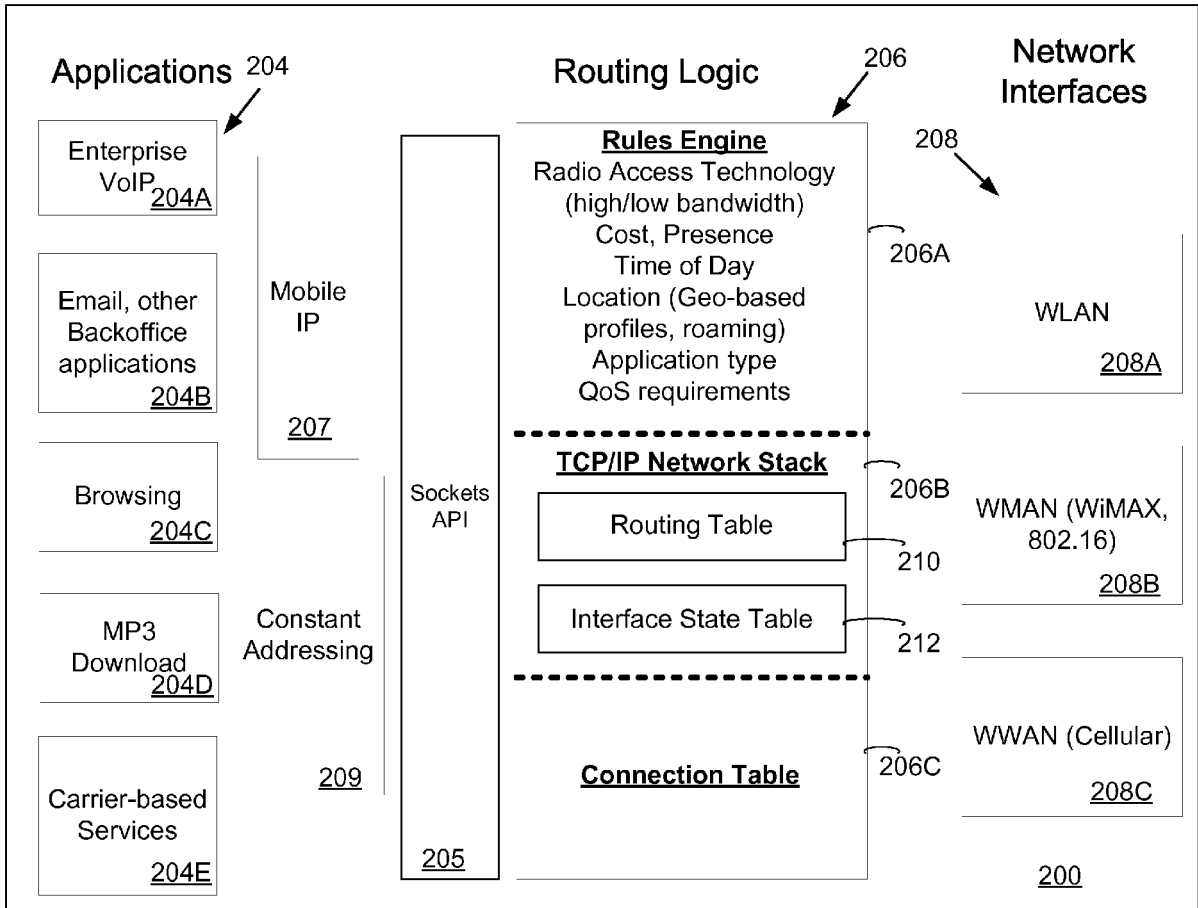 Applications
204
Enterprise
VoIP
204A
Email, other
Backoffice
applications
204B
Browsing
204C
MP3
Download
204D
Carrier-based
Services
204E
Mobile
IP
207
Constant
Addressing
209
Sockets
API
205
Routing Logic
206
Rules Engine
Radio Access Technology
(high/low bandwidth)
Cost, Presence
Time of Day
Location (Geo-based
profiles, roaming)
Application type
QoS requirements
206A
TCP/IP Network Stack
206B
Routing Table
210
Interface State Table
212
Connection Table
206C
Network
Interfaces
208
WLAN
208A
WMAN (WiMAX,
802.16)
208B
WWAN (Cellular)
208C
200